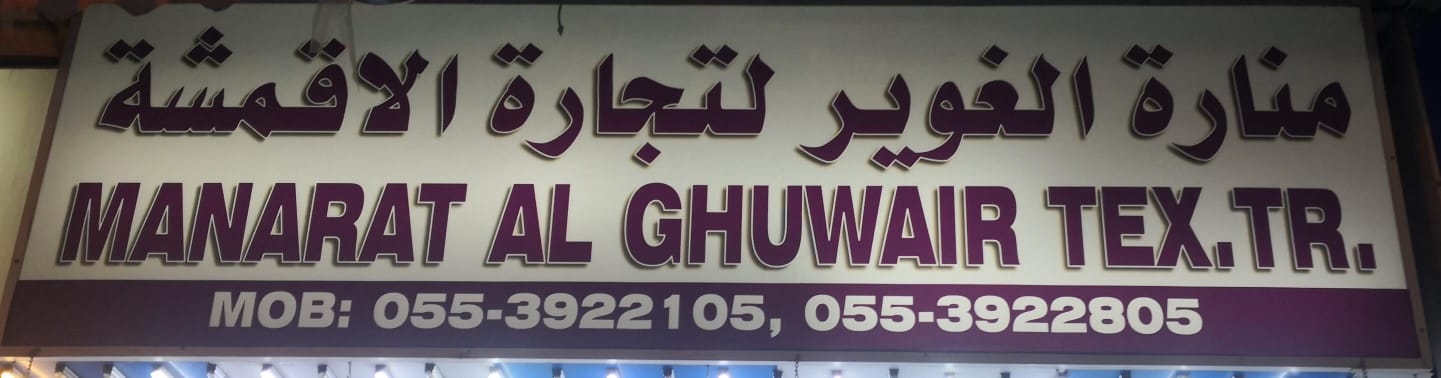 منارة الغوير لتجارة الاقمشة
MANARAT AL GHUWAIR TEX.TR.
MOB: 055-3922105, 055-3922805